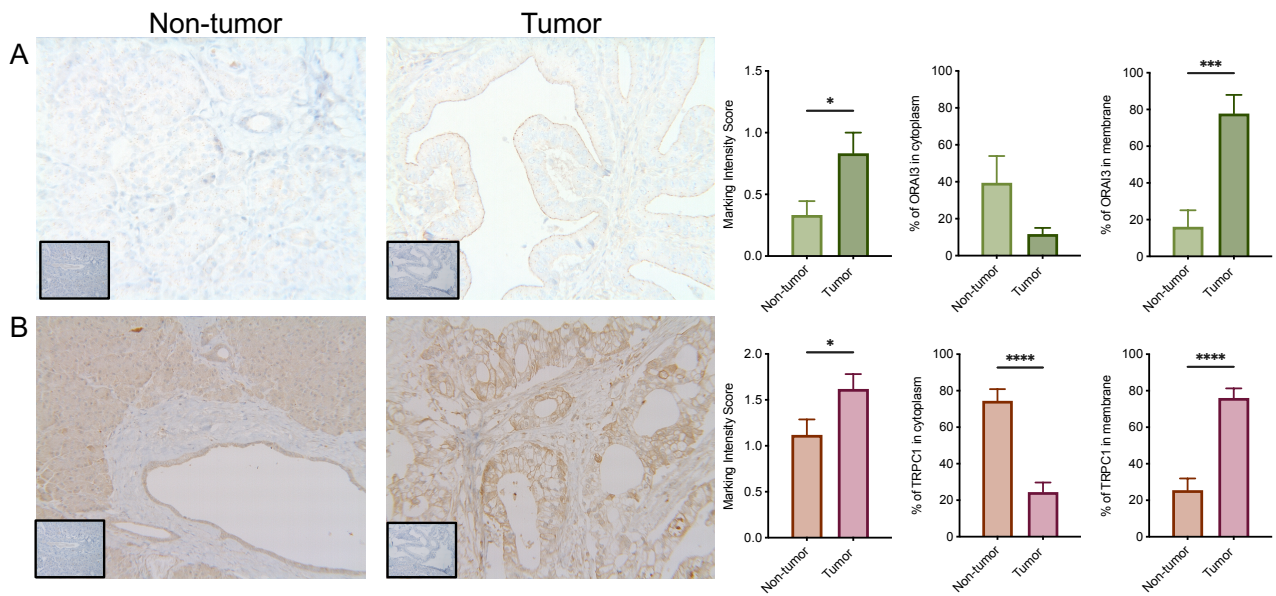 Non-tumor
Tumor
A
Marking Intensity Score
1.5
1.0
0.5
0.0
*
Non-tumor
Tumor
% of ORAI3 in cytoplasm
100
80
60
40
20
0
Non-tumor
Tumor
% of ORAI3 in membrane
100
80
60
40
20
0
***
Non-tumor
Tumor
B
Marking Intensity Score
2.0
1.5
1.0
0.5
0.0
*
Non-tumor
Tumor
% of TRPC1 in cytoplasm
100
80
60
40
20
0
****
Non-tumor
Tumor
% of TRPC1 in membrane
100
80
60
40
20
0
****
Non-tumor
Tumor